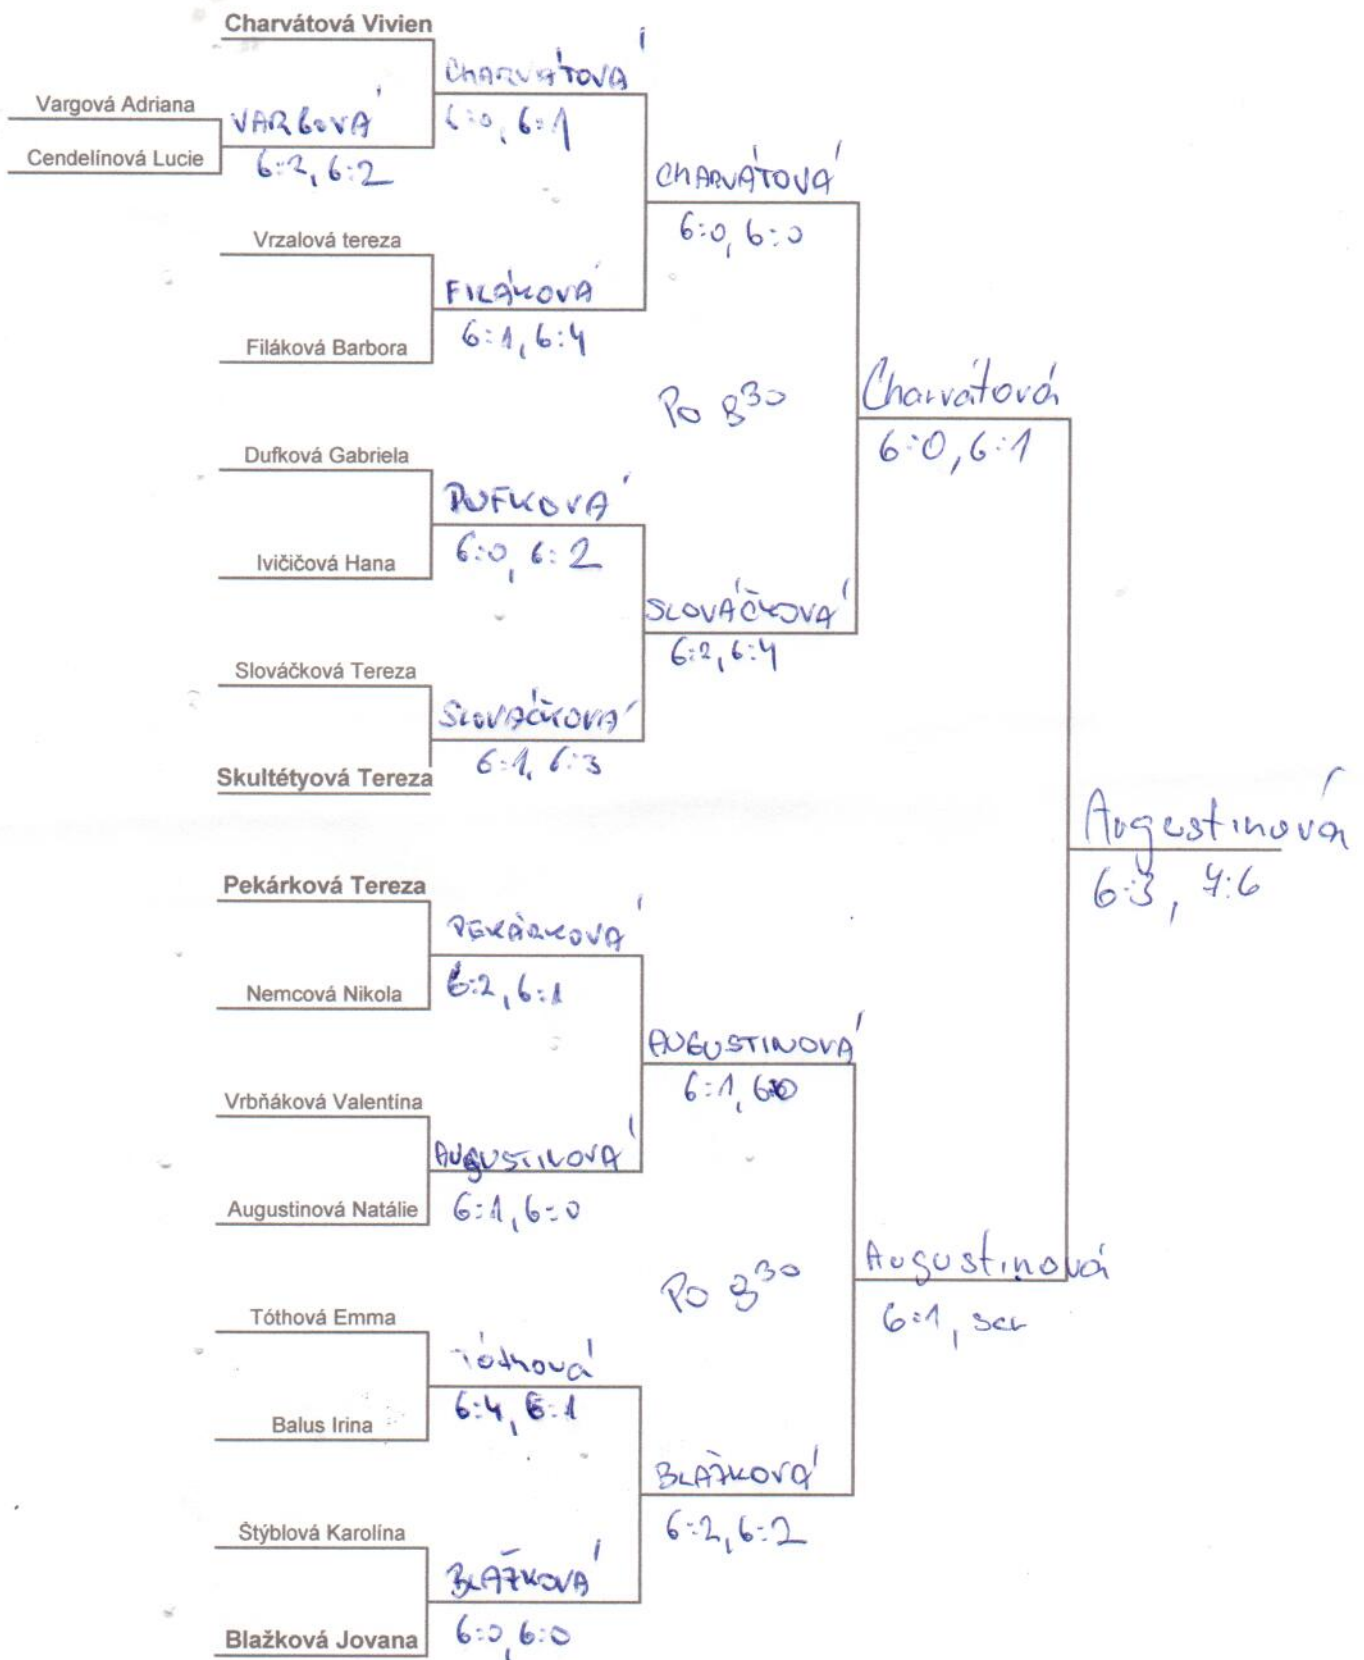 Charvátová Vivien
CHARVÁTOVÁ
Vargová Adriana
VARGOVÁ
6:0, 6:1
Cendelínová Lucie
6:2, 6:2
CHARVÁTOVÁ
6:0, 6:0
Vrzalová tereza
FILÁKOVÁ
6:1, 6:4
Filáková Barbora
Po 8³⁰
Charvátová
6:0, 6:1
Dufková Gabriela
DUFKOVÁ
6:0, 6:2
Ivičičová Hana
SLOVÁČKOVÁ
6:2, 6:4
Slováčková Tereza
SLOVÁČKOVÁ
6:1, 6:3
Skultétyová Tereza
Augustinová
6:3, 7:6
Pekárková Tereza
PEKÁRKOVÁ
6:2, 6:1
Nemcová Nikola
AUGUSTINOVÁ
6:1, 6:0
Vrbňáková Valentína
AUGUSTINOVÁ
6:1, 6:0
Augustinová Natálie
Po 8³⁰
Augustinová
6:1, scr
Tóthová Emma
Tóthová
6:4, 6:1
Balus Irina
BLAŽKOVÁ
6:2, 6:2
Štýblová Karolína
BLAŽKOVÁ
6:0, 6:0
Blažková Jovana